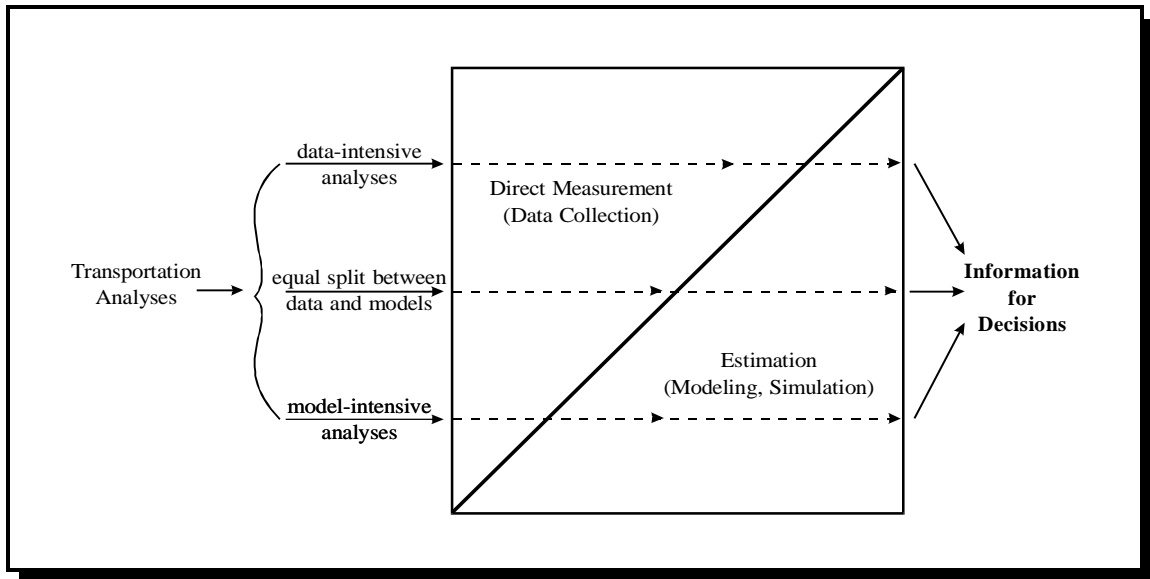 Transportation
Analyses
data-intensive
analyses
equal split between
data and models
model-intensive
analyses
Direct Measurement
(Data Collection)
Estimation
(Modeling, Simulation)
Information
for
Decisions